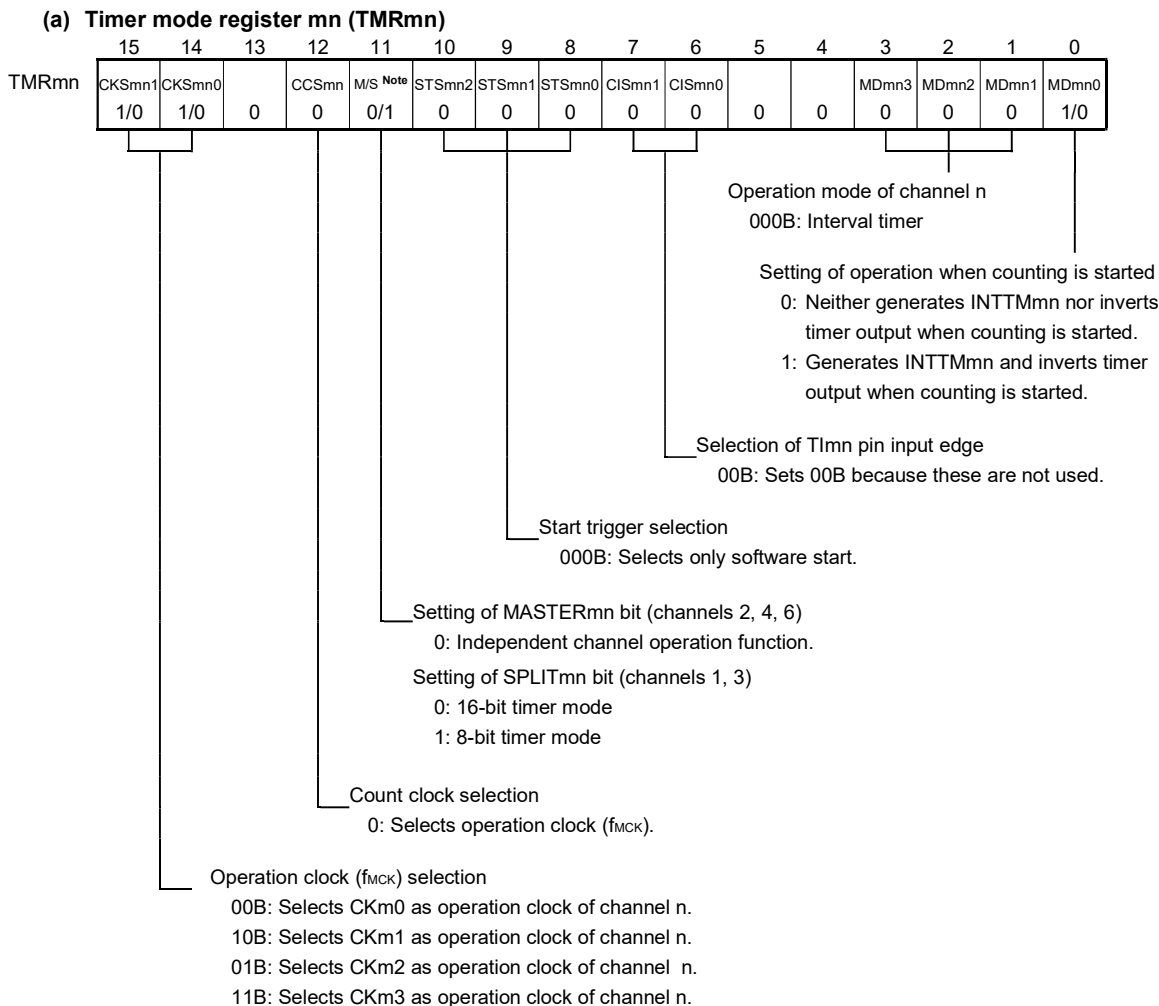 (a) Timer mode register mn (TMRmn)
15 14 13 12 11 10 9 8 7 6 5 4 3 2 1 0
TMRmn CKSmn1 CKSmn0 CCSmn M/S Note STSmn2 STSmn1 STSmn0 CISmn1 CISmn0 MDmn3 MDmn2 MDmn1 MDmn0
1/0 1/0 0 0 0/1 0 0 0 0 0 0 0 0 0 0 1/0
Operation mode of channel n
000B: Interval timer
Setting of operation when counting is started
0: Neither generates INTTMmn nor inverts
timer output when counting is started.
1: Generates INTTMmn and inverts timer
output when counting is started.
Selection of TImn pin input edge
00B: Sets 00B because these are not used.
Start trigger selection
000B: Selects only software start.
Setting of MASTERmn bit (channels 2, 4, 6)
0: Independent channel operation function.
Setting of SPLITmn bit (channels 1, 3)
0: 16-bit timer mode
1: 8-bit timer mode
Count clock selection
0: Selects operation clock (fMCK).
Operation clock (fMCK) selection
00B: Selects CKm0 as operation clock of channel n.
10B: Selects CKm1 as operation clock of channel n.
01B: Selects CKm2 as operation clock of channel n.
11B: Selects CKm3 as operation clock of channel n.